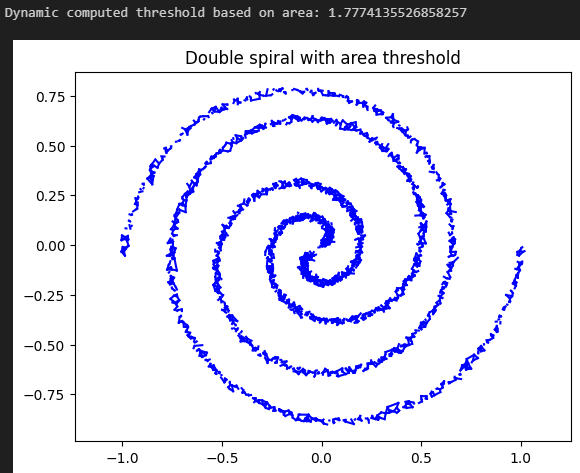 Dynamic computed threshold based on area: 1.7774135526858257
Double spiral with area threshold
0.75
0.50
0.25
0.00
−0.25
−0.50
−0.75
−1.0 −0.5 0.0 0.5 1.0